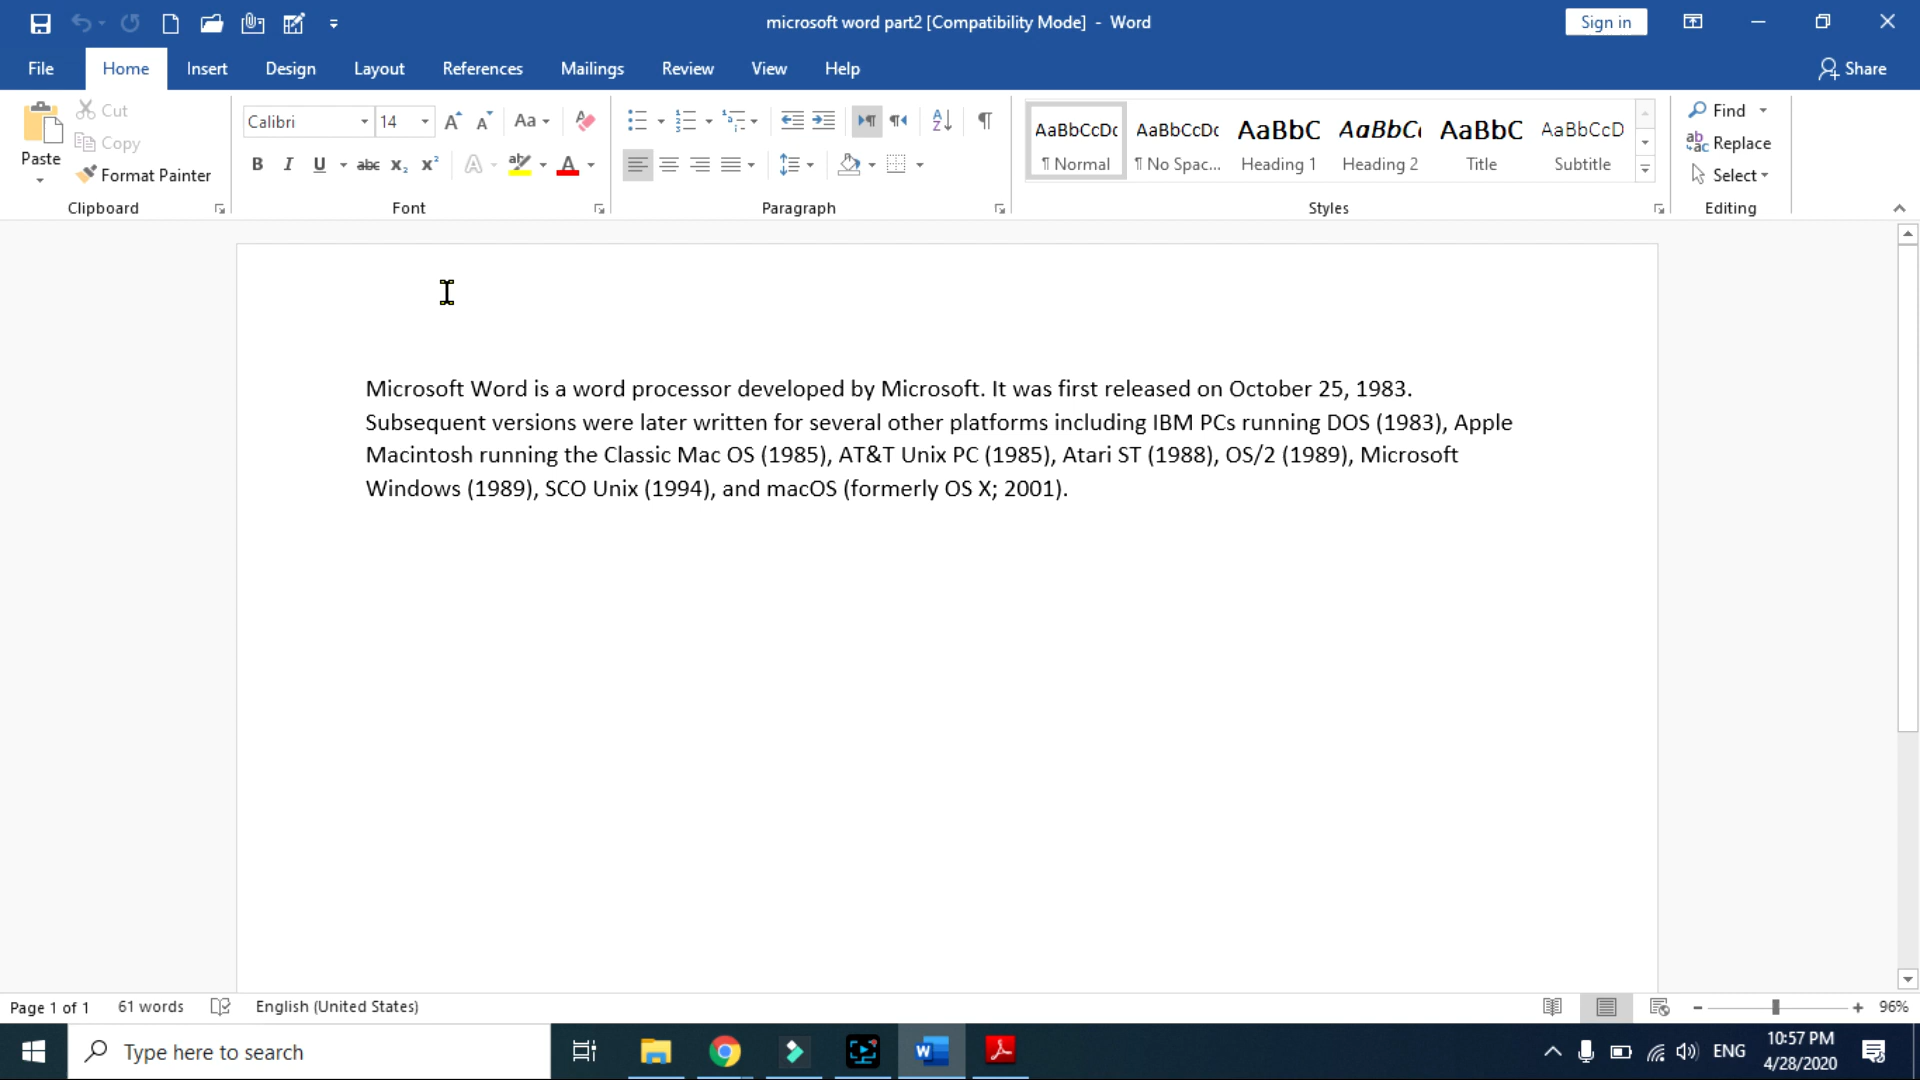 microsoft word part2 [Compatibility Mode] - Word
Sign in
File Home Insert Design Layout References Mailings Review View Help
Share
Paste
Cut
Copy
Format Painter
Clipboard
Calibri 14
Aa
B I U abc x₂ x²
A
Font
Paragraph
AaBbCcDc AaBbCcDc AaBbC AaBbCc AaBbC AaBbCcD
¶ Normal ¶ No Spac... Heading 1 Heading 2 Title Subtitle
Styles
Find
Replace
Select
Editing
Microsoft Word is a word processor developed by Microsoft. It was first released on October 25, 1983.
Subsequent versions were later written for several other platforms including IBM PCs running DOS (1983), Apple
Macintosh running the Classic Mac OS (1985), AT&T Unix PC (1985), Atari ST (1988), OS/2 (1989), Microsoft
Windows (1989), SCO Unix (1994), and macOS (formerly OS X; 2001).
Page 1 of 1 61 words English (United States)
96%
Type here to search
ENG
10:57 PM
4/28/2020